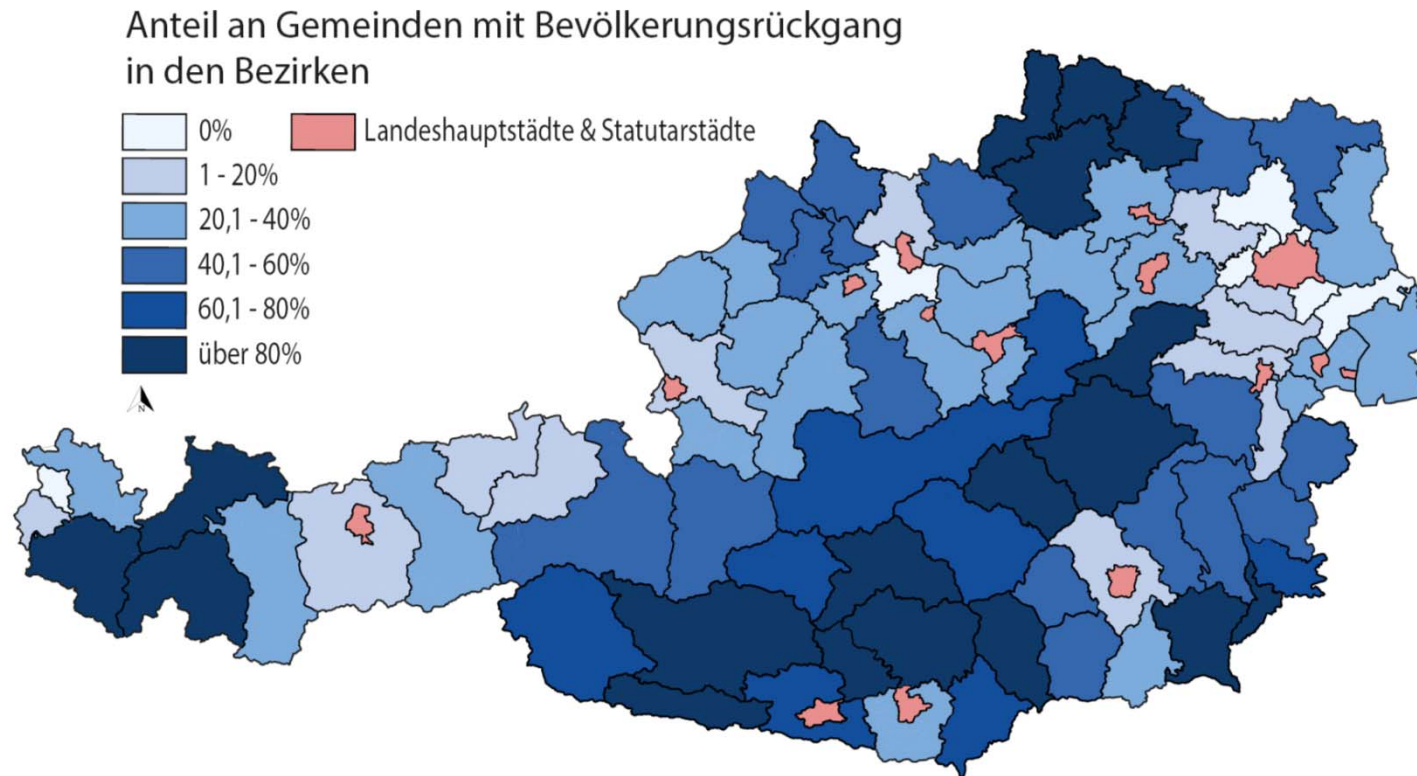 Anteil an Gemeinden mit Bevölkerungsrückgang
in den Bezirken
0%
Landeshauptstädte & Statutarstädte
1 - 20%
20,1 - 40%
40,1 - 60%
60,1 - 80%
über 80%
N